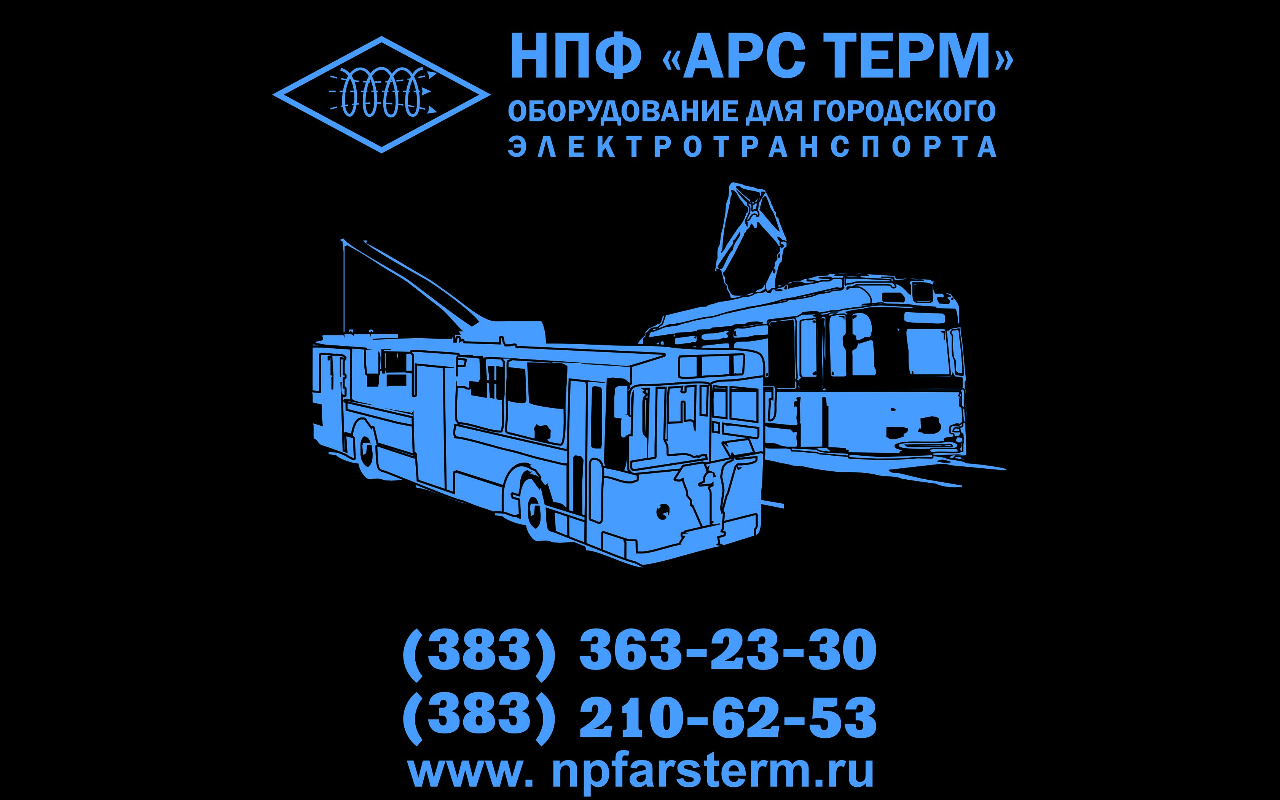 НПФ «АРС ТЕРМ»
ОБОРУДОВАНИЕ ДЛЯ ГОРОДСКОГО
ЭЛЕКТРОТРАНСПОРТА
(383) 363-23-30
(383) 210-62-53
www. npfarsterm.ru